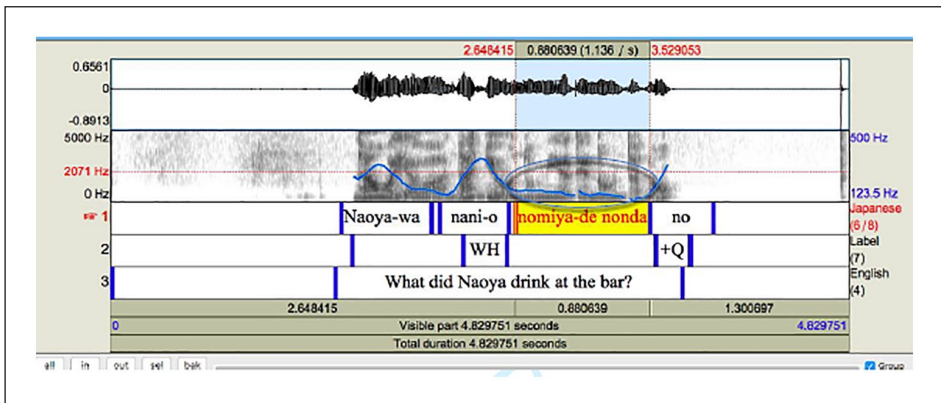 2.648415 0.880639 (1.136 / s) 3.529053
0.6561
0
-0.8913
5000 Hz 500 Hz
2071 Hz
0 Hz 123.5 Hz
1 Naoya-wa nani-o nomiya-de nonda no Japanese (6/8)
2 WH +Q Label (7)
3 What did Naoya drink at the bar? English (4)
2.648415 0.880639 1.300697
0 Visible part 4.829751 seconds 4.829751
Total duration 4.829751 seconds
all in out sel bak Group